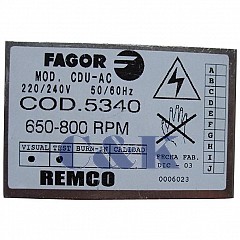 FAGOR
MOD. CDU-AC
220/240V 50/60Hz
COD.5340
650-800 RPM
VISUAL TEST BURN-IN CALIDAD
REMCO
A
B
C
D
E
F
G
H
I
J
FECHA FAB.
DIC - 03
0006023
C&K